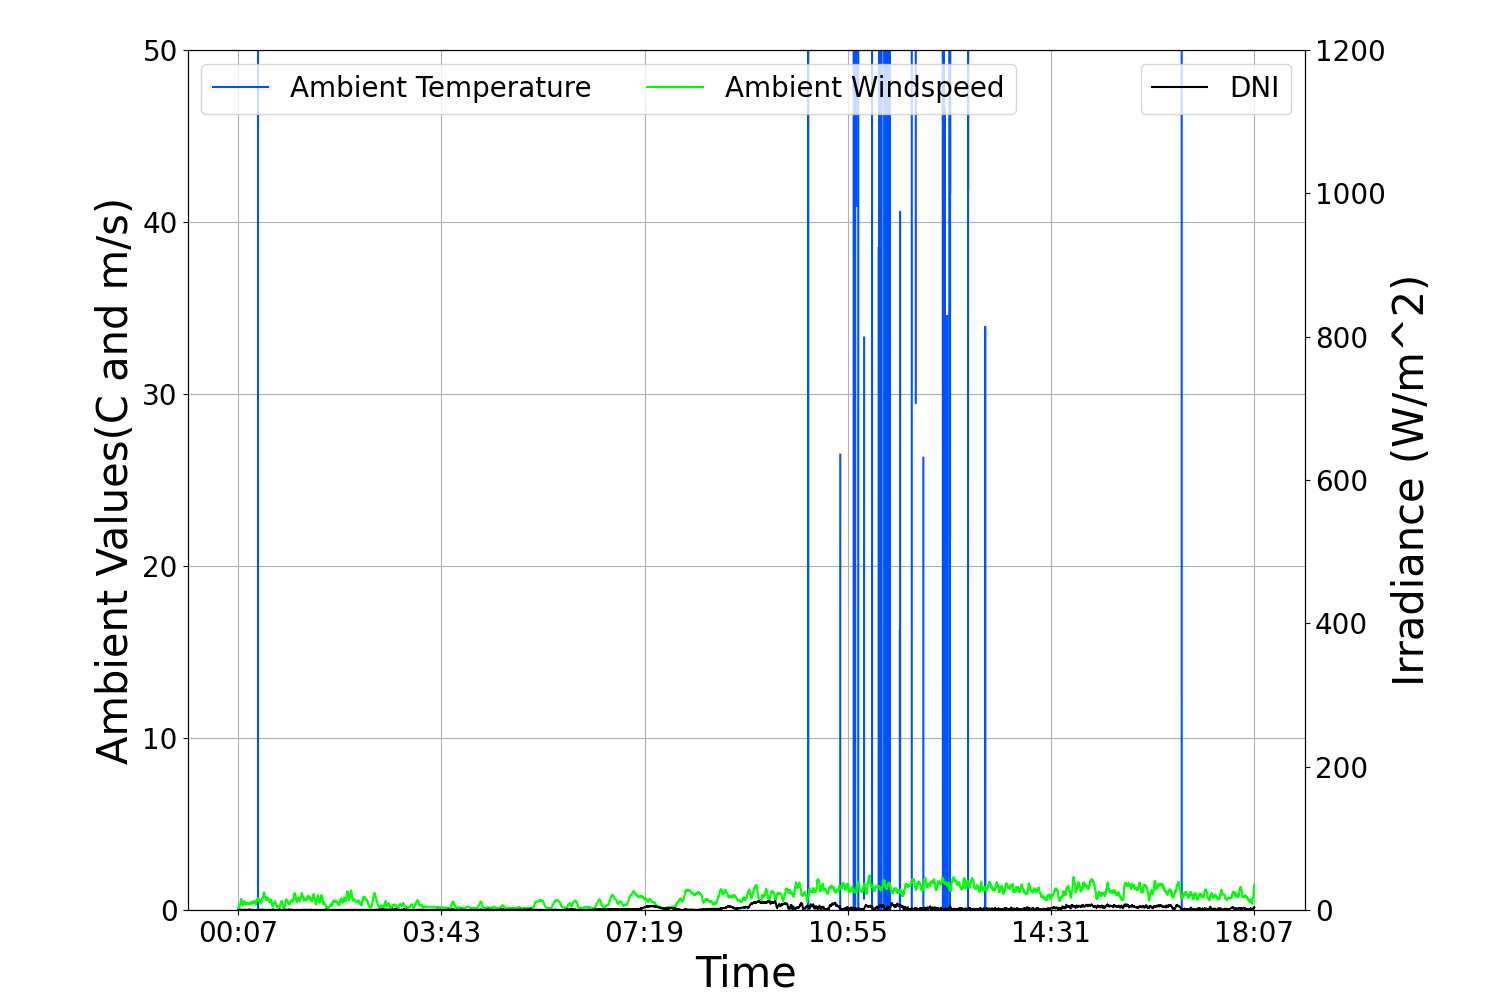 Ambient Temperature
Ambient Windspeed
DNI
Ambient Values(C and m/s)
50
40
30
20
10
0
1200
1000
800
600
400
200
0
Irradiance (W/m^2)
00:07 03:43 07:19 10:55 14:31 18:07
Time